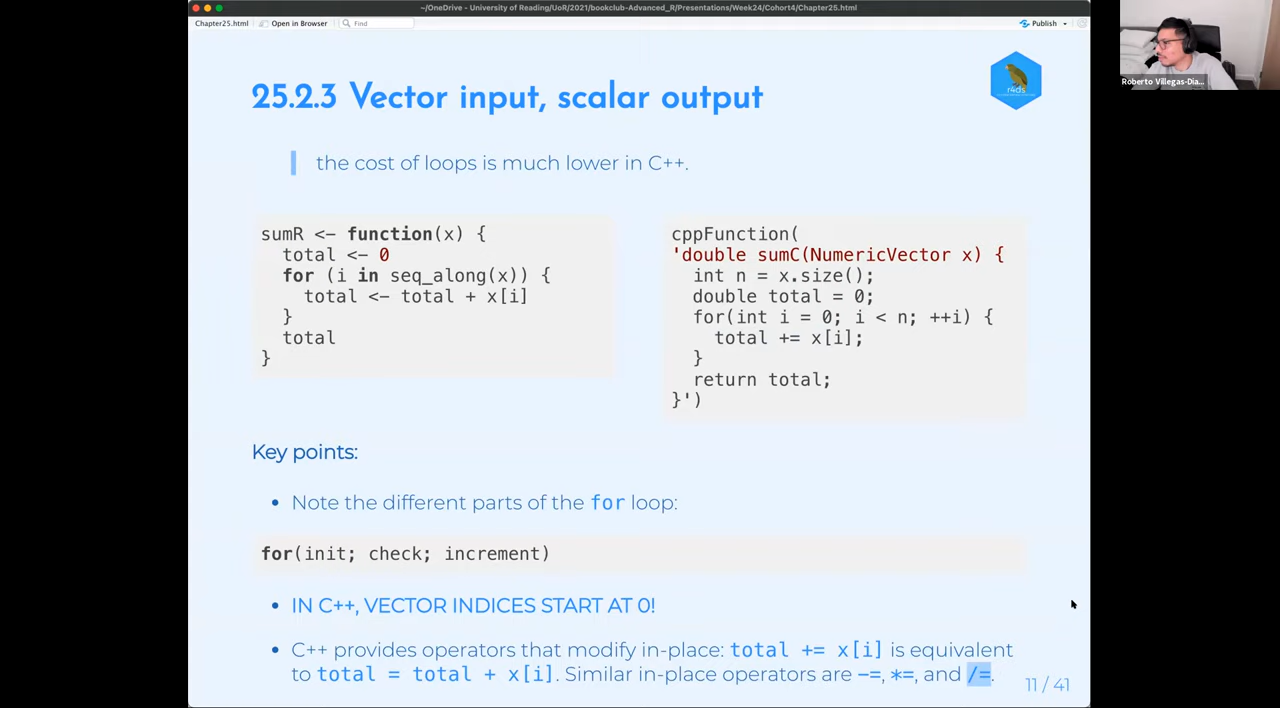 ~/OneDrive - University of Reading/UoR/2021/bookclub-Advanced_R/Presentations/Week24/Cohort4/Chapter25.html
Chapter25.html Open in Browser Find Publish
Roberto Villegas-Dia...
25.2.3 Vector input, scalar output
r4ds
the cost of loops is much lower in C++.
sumR <- function(x) {
  total <- 0
  for (i in seq_along(x)) {
    total <- total + x[i]
  }
  total
}
cppFunction(
'double sumC(NumericVector x) {
  int n = x.size();
  double total = 0;
  for(int i = 0; i < n; ++i) {
    total += x[i];
  }
  return total;
}')
Key points:
• Note the different parts of the for loop:
for(init; check; increment)
• IN C++, VECTOR INDICES START AT 0!
• C++ provides operators that modify in-place: total += x[i] is equivalent
to total = total + x[i]. Similar in-place operators are -=, *=, and /=.
11 / 41